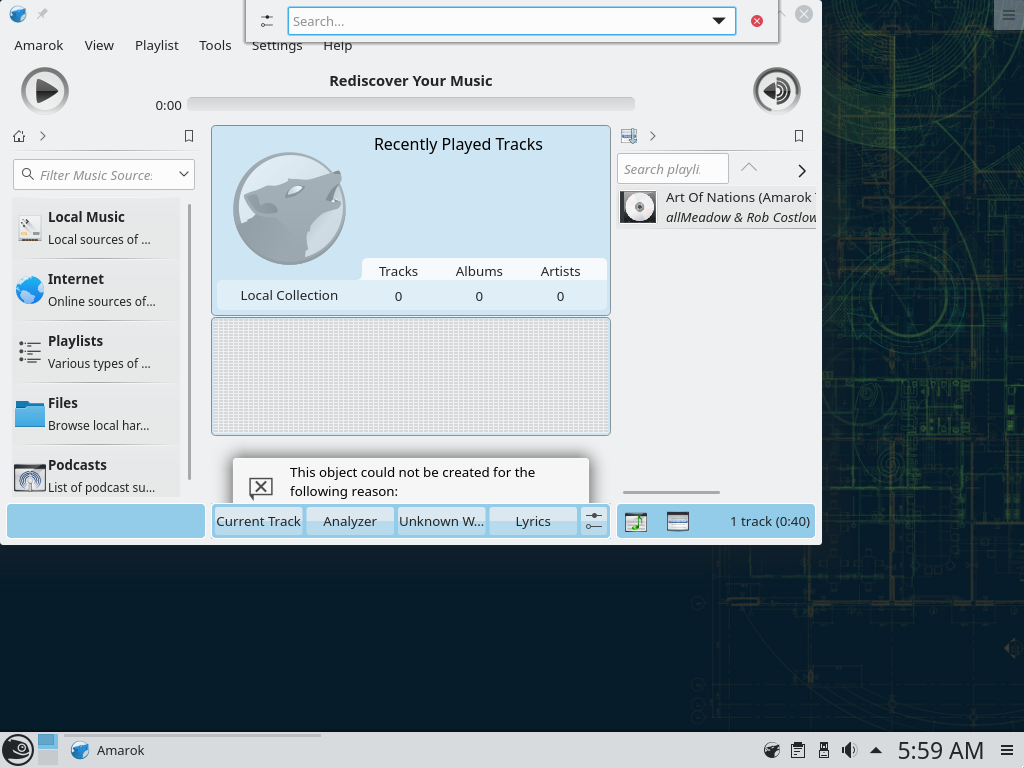 Search...
Amarok View Playlist Tools Settings Help
Rediscover Your Music
0:00
Filter Music Source:
Local Music
Local sources of ...
Internet
Online sources of...
Playlists
Various types of ...
Files
Browse local har...
Podcasts
List of podcast su...
Recently Played Tracks
Tracks Albums Artists
Local Collection 0 0 0
This object could not be created for the
following reason:
Current Track Analyzer Unknown W... Lyrics
Search playli
Art Of Nations (Amarok
allMeadow & Rob Costlow
1 track (0:40)
Amarok
5:59 AM